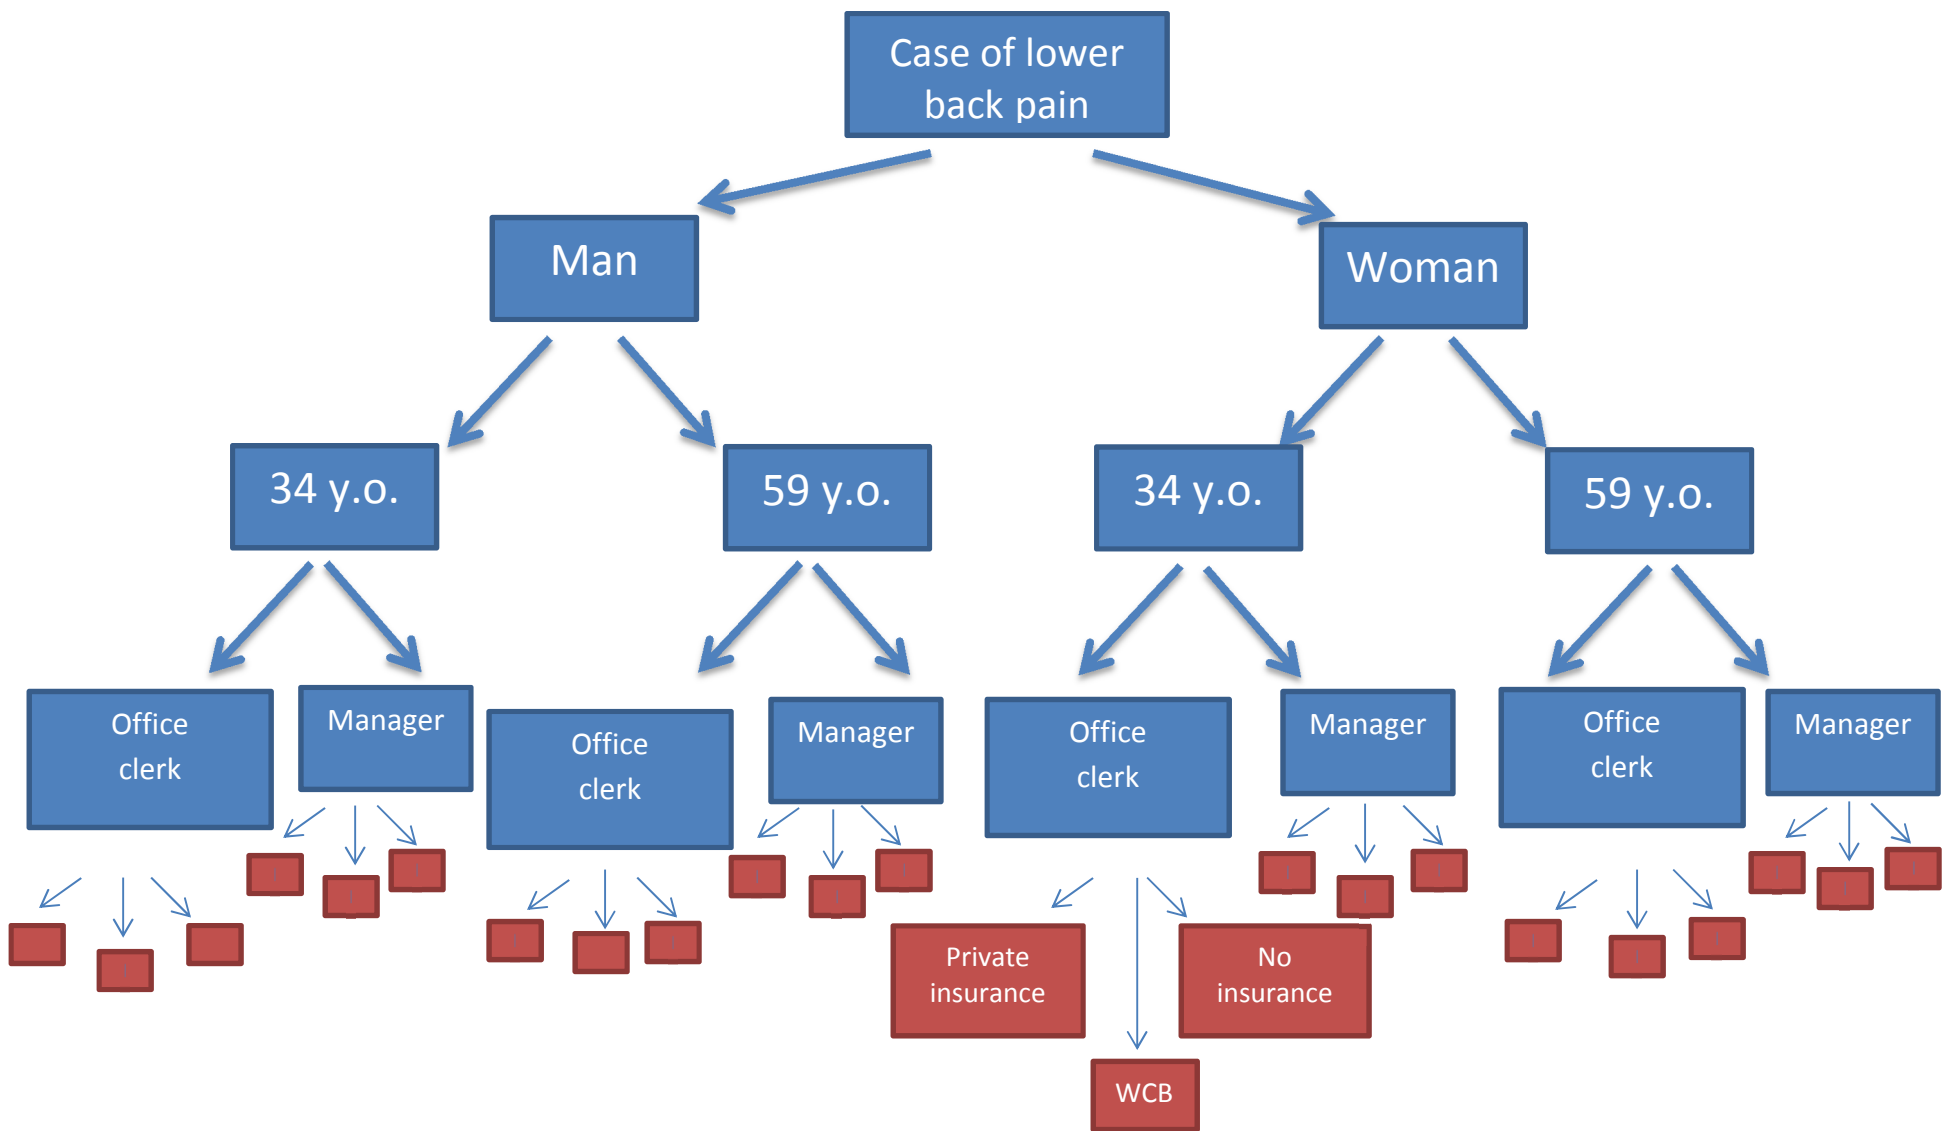 Case of lower
back pain
Man
Woman
34 y.o.
59 y.o.
34 y.o.
59 y.o.
Office
clerk
Manager
Office
clerk
Manager
Office
clerk
Manager
Office
clerk
Manager
Private
insurance
No
insurance
WCB